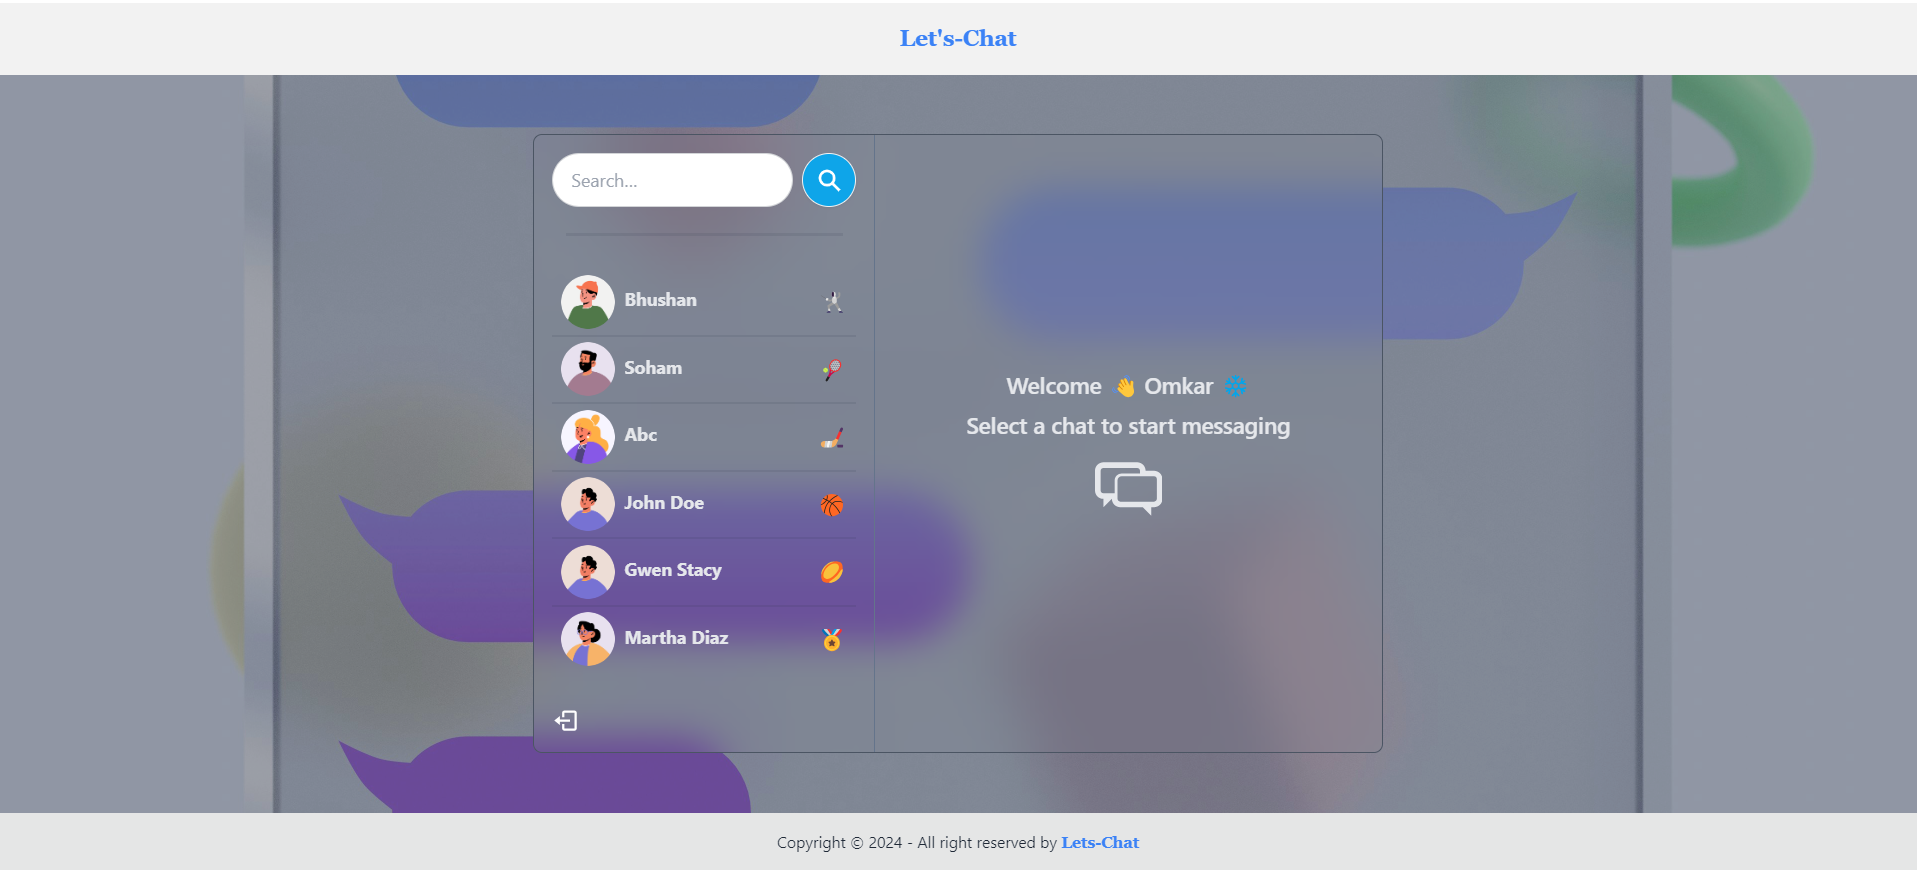 Let's-Chat
Search...
Bhushan
Soham
Abc
John Doe
Gwen Stacy
Martha Diaz
Welcome 👋 Omkar ❄
Select a chat to start messaging
Copyright © 2024 - All right reserved by Lets-Chat